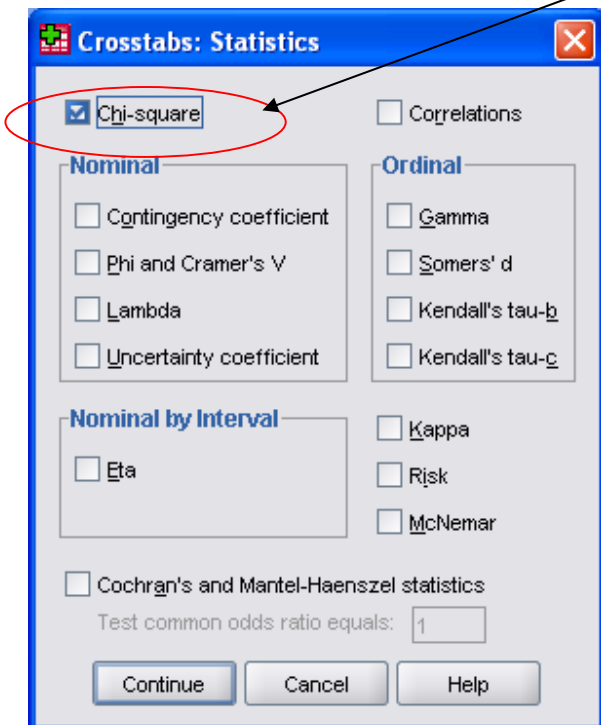 Crosstabs: Statistics
Chi-square
Correlations
Nominal
Contingency coefficient
Phi and Cramer's V
Lambda
Uncertainty coefficient
Ordinal
Gamma
Somers' d
Kendall's tau-b
Kendall's tau-c
Nominal by Interval
Eta
Kappa
Risk
McNemar
Cochran's and Mantel-Haenszel statistics
Test common odds ratio equals: 1
Continue Cancel Help